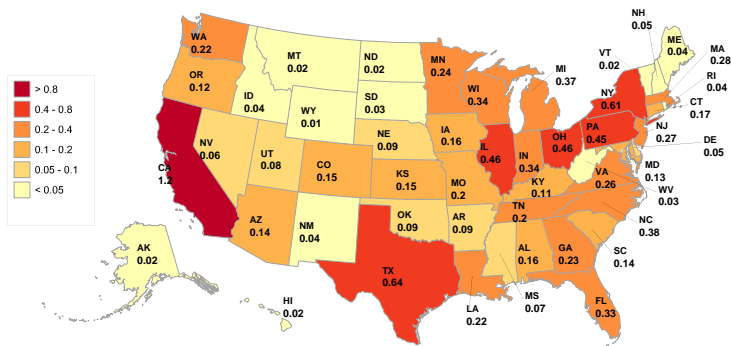 > 0.8
0.4 - 0.8
0.2 - 0.4
0.1 - 0.2
0.05 - 0.1
< 0.05
WA
0.22
OR
0.12
CA
1.2
NV
0.06
ID
0.04
MT
0.02
WY
0.01
UT
0.08
AZ
0.14
CO
0.15
NM
0.04
ND
0.02
SD
0.03
NE
0.09
KS
0.15
OK
0.09
TX
0.64
MN
0.24
IA
0.16
MO
0.2
AR
0.09
LA
0.22
WI
0.34
IL
0.46
MI
0.37
IN
0.34
OH
0.46
KY
0.11
TN
0.2
MS
0.07
AL
0.16
GA
0.23
FL
0.33
SC
0.14
NC
0.38
VA
0.26
WV
0.03
MD
0.13
DE
0.05
NJ
0.27
PA
0.45
NY
0.61
CT
0.17
RI
0.04
MA
0.28
VT
0.02
NH
0.05
ME
0.04
AK
0.02
HI
0.02